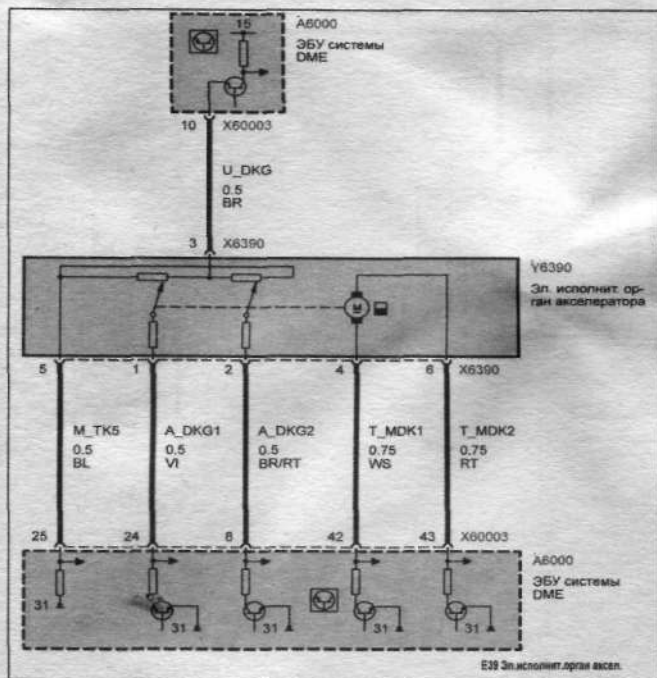 15
A6000
ЭБУ системы
DME
10 X60003
U_DKG
0.5
BR
3 X6390
Y6390
Эл. исполнит. ор-
ган акселератора
M
5 1 2 4 6 X6390
M_TK5 A_DKG1 A_DKG2 T_MDK1 T_MDK2
0.5 0.5 0.5 0.75 0.75
BL VI BR/RT WS RT
25 24 8 42 43 X60003
A6000
ЭБУ системы
DME
31 31 31 31 31
E39 Эл.исполнит.орган аксел.